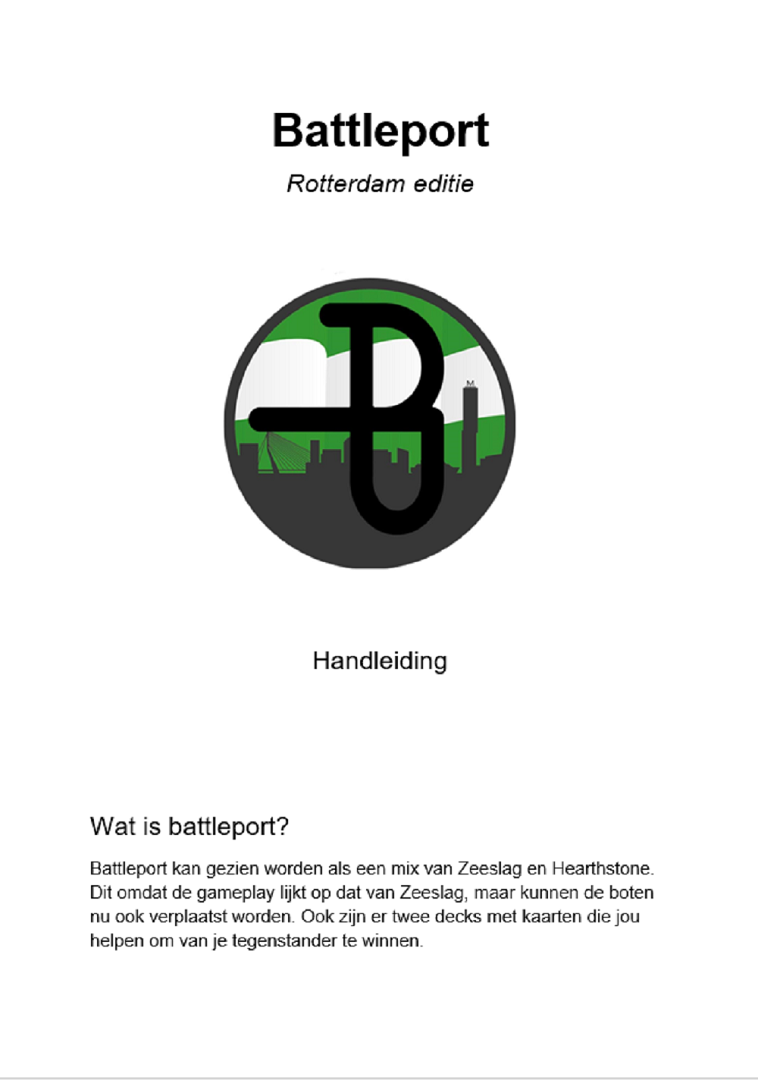 Battleport
Rotterdam editie
M
Handleiding
Wat is battleport?
Battleport kan gezien worden als een mix van Zeeslag en Hearthstone.
Dit omdat de gameplay lijkt op dat van Zeeslag, maar kunnen de boten
nu ook verplaatst worden. Ook zijn er twee decks met kaarten die jou
helpen om van je tegenstander te winnen.